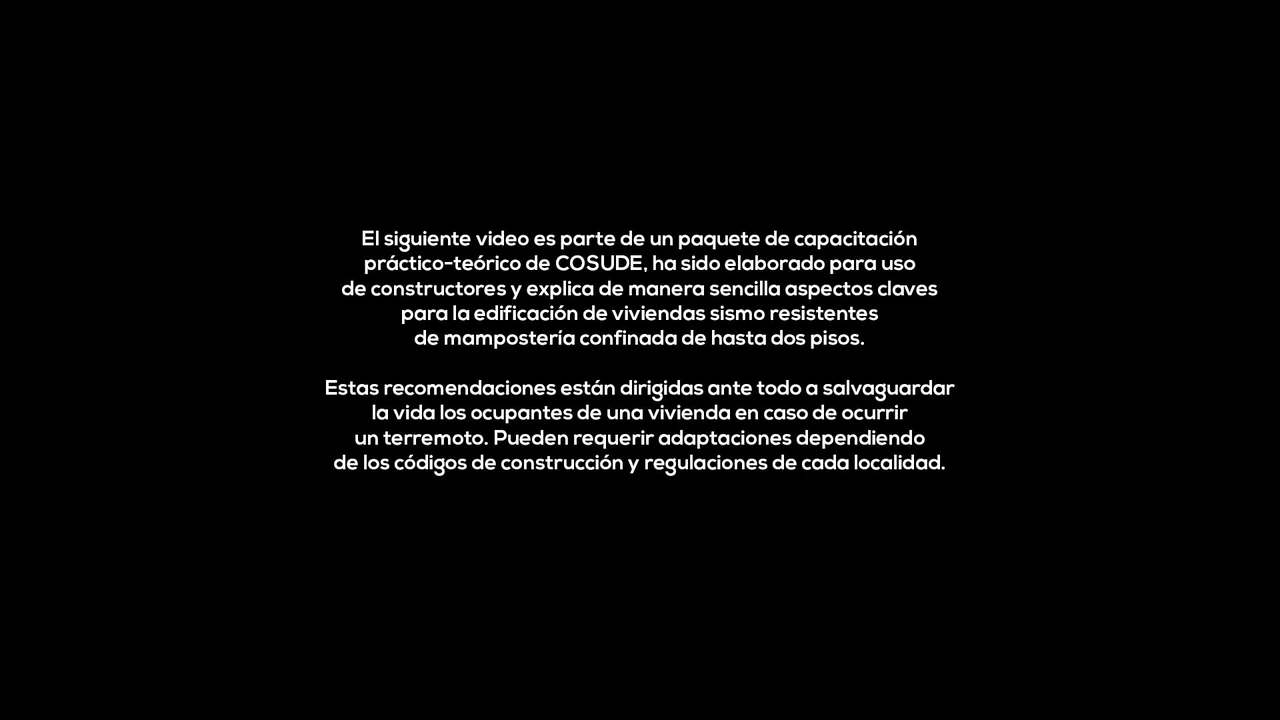 El siguiente video es parte de un paquete de capacitación
práctico-teórico de COSUDE, ha sido elaborado para uso
de constructores y explica de manera sencilla aspectos claves
para la edificación de viviendas sismo resistentes
de mampostería confinada de hasta dos pisos.
Estas recomendaciones están dirigidas ante todo a salvaguardar
la vida los ocupantes de una vivienda en caso de ocurrir
un terremoto. Pueden requerir adaptaciones dependiendo
de los códigos de construcción y regulaciones de cada localidad.